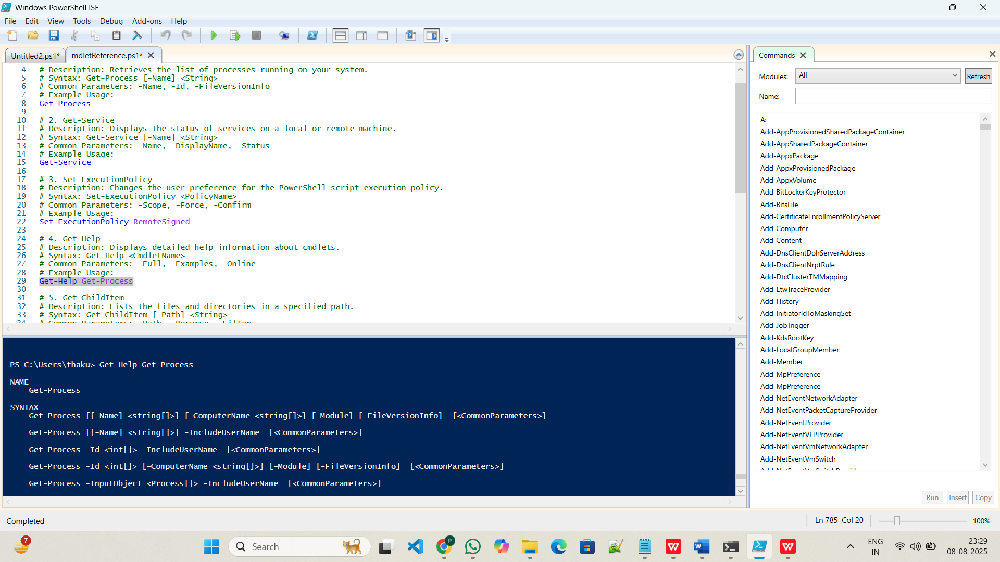 Windows PowerShell ISE
File Edit View Tools Debug Add-ons Help
Untitled2.ps1* mdletReference.ps1*
4 # Description: Retrieves the list of processes running on your system.
5 # Syntax: Get-Process [-Name] <String>
6 # Common Parameters: -Name, -Id, -FileVersionInfo
7 # Example Usage:
8 Get-Process
9
10 # 2. Get-Service
11 # Description: Displays the status of services on a local or remote machine.
12 # Syntax: Get-Service [-Name] <String>
13 # Common Parameters: -Name, -DisplayName, -Status
14 # Example Usage:
15 Get-Service
16
17 # 3. Set-ExecutionPolicy
18 # Description: Changes the user preference for the PowerShell script execution policy.
19 # Syntax: Set-ExecutionPolicy <PolicyName>
20 # Common Parameters: -Scope, -Force, -Confirm
21 # Example Usage:
22 Set-ExecutionPolicy RemoteSigned
23
24 # 4. Get-Help
25 # Description: Displays detailed help information about cmdlets.
26 # Syntax: Get-Help <CmdletName>
27 # Common Parameters: -Full, -Examples, -Online
28 # Example Usage:
29 Get-Help Get-Process
30
31 # 5. Get-ChildItem
32 # Description: Lists the files and directories in a specified path.
33 # Syntax: Get-ChildItem [-Path] <String>
34 # Common Parameters: -Path, -Recurse, -Filter
PS C:\Users\thaku> Get-Help Get-Process
NAME
Get-Process
SYNTAX
Get-Process [[-Name] <string[]>] [-ComputerName <string[]>] [-Module] [-FileVersionInfo] [<CommonParameters>]
Get-Process [[-Name] <string[]>] -IncludeUserName [<CommonParameters>]
Get-Process -Id <int[]> -IncludeUserName [<CommonParameters>]
Get-Process -Id <int[]> [-ComputerName <string[]>] [-Module] [-FileVersionInfo] [<CommonParameters>]
Get-Process -InputObject <Process[]> -IncludeUserName [<CommonParameters>]
Commands
Modules: All Refresh
Name:
A:
Add-AppProvisionedSharedPackageContainer
Add-AppSharedPackageContainer
Add-AppxPackage
Add-AppxProvisionedPackage
Add-AppxVolume
Add-BitLockerKeyProtector
Add-BitsFile
Add-CertificateEnrollmentPolicyServer
Add-Computer
Add-Content
Add-DnsClientDohServerAddress
Add-DnsClientNrptRule
Add-DtcClusterTMMapping
Add-EtwTraceProvider
Add-History
Add-InitiatorIdToMaskingSet
Add-JobTrigger
Add-KdsRootKey
Add-LocalGroupMember
Add-Member
Add-MpPreference
Add-MpPreference
Add-NetEventNetworkAdapter
Add-NetEventPacketCaptureProvider
Add-NetEventProvider
Add-NetEventVFPProvider
Add-NetEventVmNetworkAdapter
Add-NetEventVmSwitch
Add-NetEventVmSwitchProvider
Run Insert Copy
Completed
Ln 785 Col 20
100%
7
Search
P
ENG
IN
23:29
08-08-2025